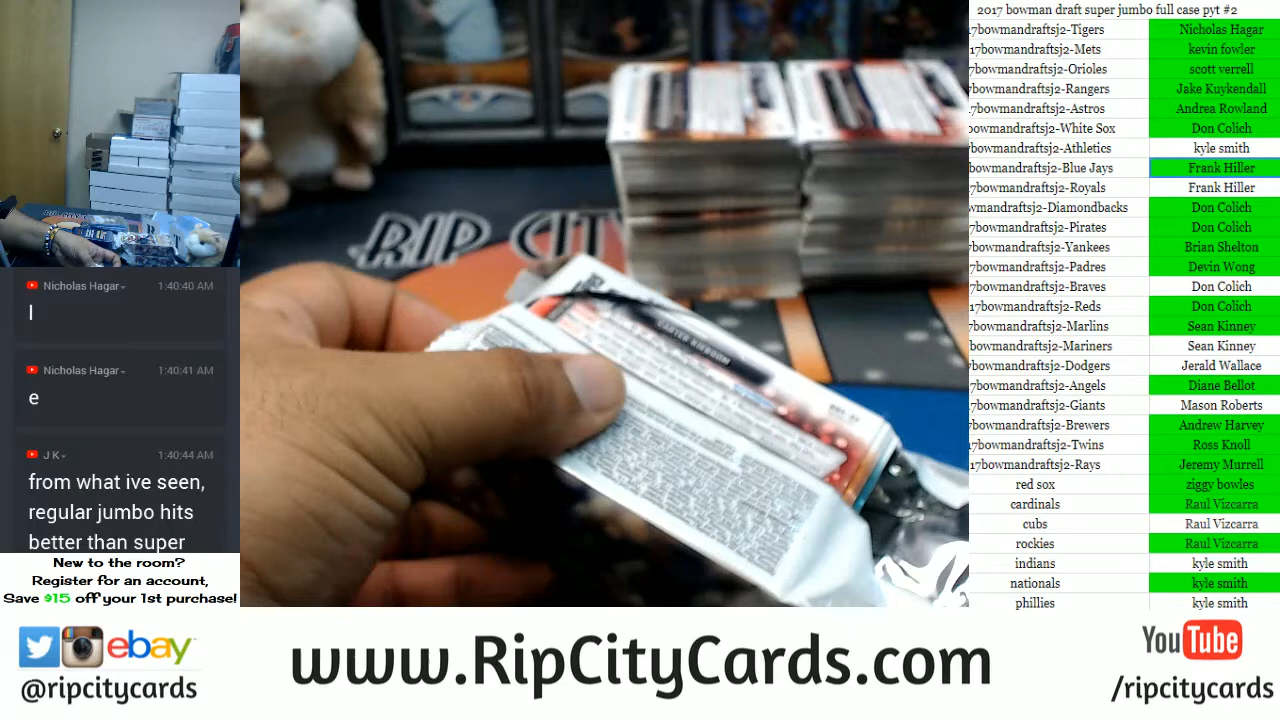 2017 bowman draft super jumbo full case pyt #2
17bowmandraftsj2-Tigers Nicholas Hagar
7bowmandraftsj2-Mets kevin fowler
7bowmandraftsj2-Orioles scott verrell
7bowmandraftsj2-Rangers Jake Kuykendall
7bowmandraftsj2-Astros Andrea Rowland
bowmandraftsj2-White Sox Don Colich
7bowmandraftsj2-Athletics kyle smith
bowmandraftsj2-Blue Jays Frank Hiller
7bowmandraftsj2-Royals Frank Hiller
wmandraftsj2-Diamondbacks Don Colich
7bowmandraftsj2-Pirates Don Colich
7bowmandraftsj2-Yankees Brian Shelton
7bowmandraftsj2-Padres Devin Wong
7bowmandraftsj2-Braves Don Colich
17bowmandraftsj2-Reds Don Colich
7bowmandraftsj2-Marlins Sean Kinney
7bowmandraftsj2-Mariners Sean Kinney
7bowmandraftsj2-Dodgers Jerald Wallace
7bowmandraftsj2-Angels Diane Bellot
7bowmandraftsj2-Giants Mason Roberts
7bowmandraftsj2-Brewers Andrew Harvey
7bowmandraftsj2-Twins Ross Knoll
17bowmandraftsj2-Rays Jeremy Murrell
red sox ziggy bowles
cardinals Raul Vizcarra
cubs Raul Vizcarra
rockies Raul Vizcarra
indians kyle smith
nationals kyle smith
phillies kyle smith
RIP CIT
CARTER KIEBOOM
Nicholas Hagar 1:40:40 AM
l
Nicholas Hagar 1:40:41 AM
e
J K 1:40:44 AM
from what ive seen,
regular jumbo hits
better than super
New to the room?
Register for an account,
Save $15 off your 1st purchase!
ebay
@ripcitycards
www.RipCityCards.com
YouTube
/ripcitycards